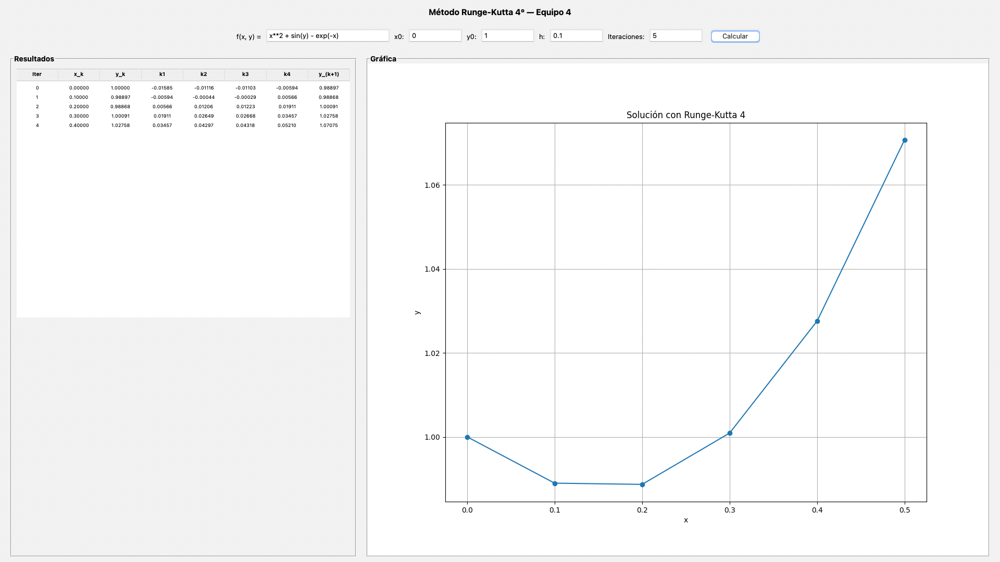 Método Runge-Kutta 4° — Equipo 4
f(x, y) = x**2 + sin(y) - exp(-x) x0: 0 y0: 1 h: 0.1 Iteraciones: 5 Calcular
Resultados
Iter x_k y_k k1 k2 k3 k4 y_(k+1)
0 0.00000 1.00000 -0.01585 -0.01116 -0.01103 -0.00594 0.98897
1 0.10000 0.98897 -0.00594 -0.00044 -0.00029 0.00566 0.98868
2 0.20000 0.98868 0.00566 0.01206 0.01223 0.01911 1.00091
3 0.30000 1.00091 0.01911 0.02649 0.02668 0.03457 1.02758
4 0.40000 1.02758 0.03457 0.04297 0.04318 0.05210 1.07075
Gráfica
Solución con Runge-Kutta 4
1.06
1.04
1.02
1.00
y
0.0 0.1 0.2 0.3 0.4 0.5
x